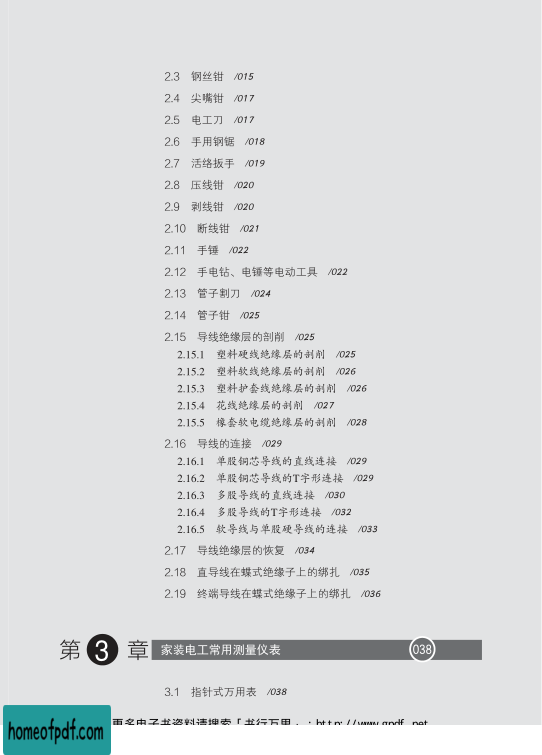 2.3 钢丝钳 /015
2.4 尖嘴钳 /017
2.5 电工刀 /017
2.6 手用钢锯 /018
2.7 活络扳手 /019
2.8 压线钳 /020
2.9 剥线钳 /020
2.10 断线钳 /021
2.11 手锤 /022
2.12 手电钻、电锤等电动工具 /022
2.13 管子割刀 /024
2.14 管子钳 /025
2.15 导线绝缘层的剖削 /025
2.15.1 塑料硬线绝缘层的剖削 /025
2.15.2 塑料软线绝缘层的剖削 /026
2.15.3 塑料护套线绝缘层的剖削 /026
2.15.4 花线绝缘层的剖削 /027
2.15.5 橡套软电缆绝缘层的剖削 /028
2.16 导线的连接 /029
2.16.1 单股铜芯导线的直线连接 /029
2.16.2 单股铜芯导线的T字形连接 /029
2.16.3 多股导线的直线连接 /030
2.16.4 多股导线的T字形连接 /032
2.16.5 软导线与单股硬导线的连接 /033
2.17 导线绝缘层的恢复 /034
2.18 直导线在蝶式绝缘子上的绑扎 /035
2.19 终端导线在蝶式绝缘子上的绑扎 /036
第3章 家装电工常用测量仪表 038
3.1 指针式万用表 /038
更多电子书资料请搜索「书行万里
homeofpdf.com